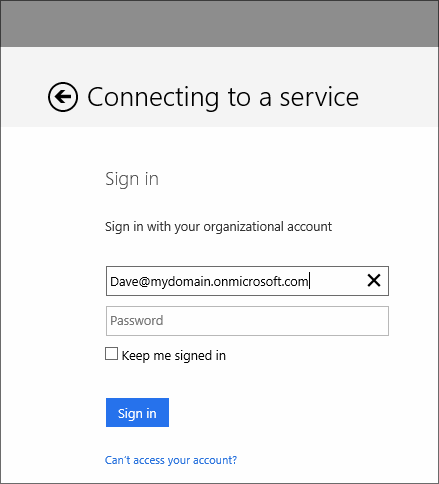 Connecting to a service
Sign in
Sign in with your organizational account
Dave@mydomain.onmicrosoft.com
Password
Keep me signed in
Sign in
Can't access your account?